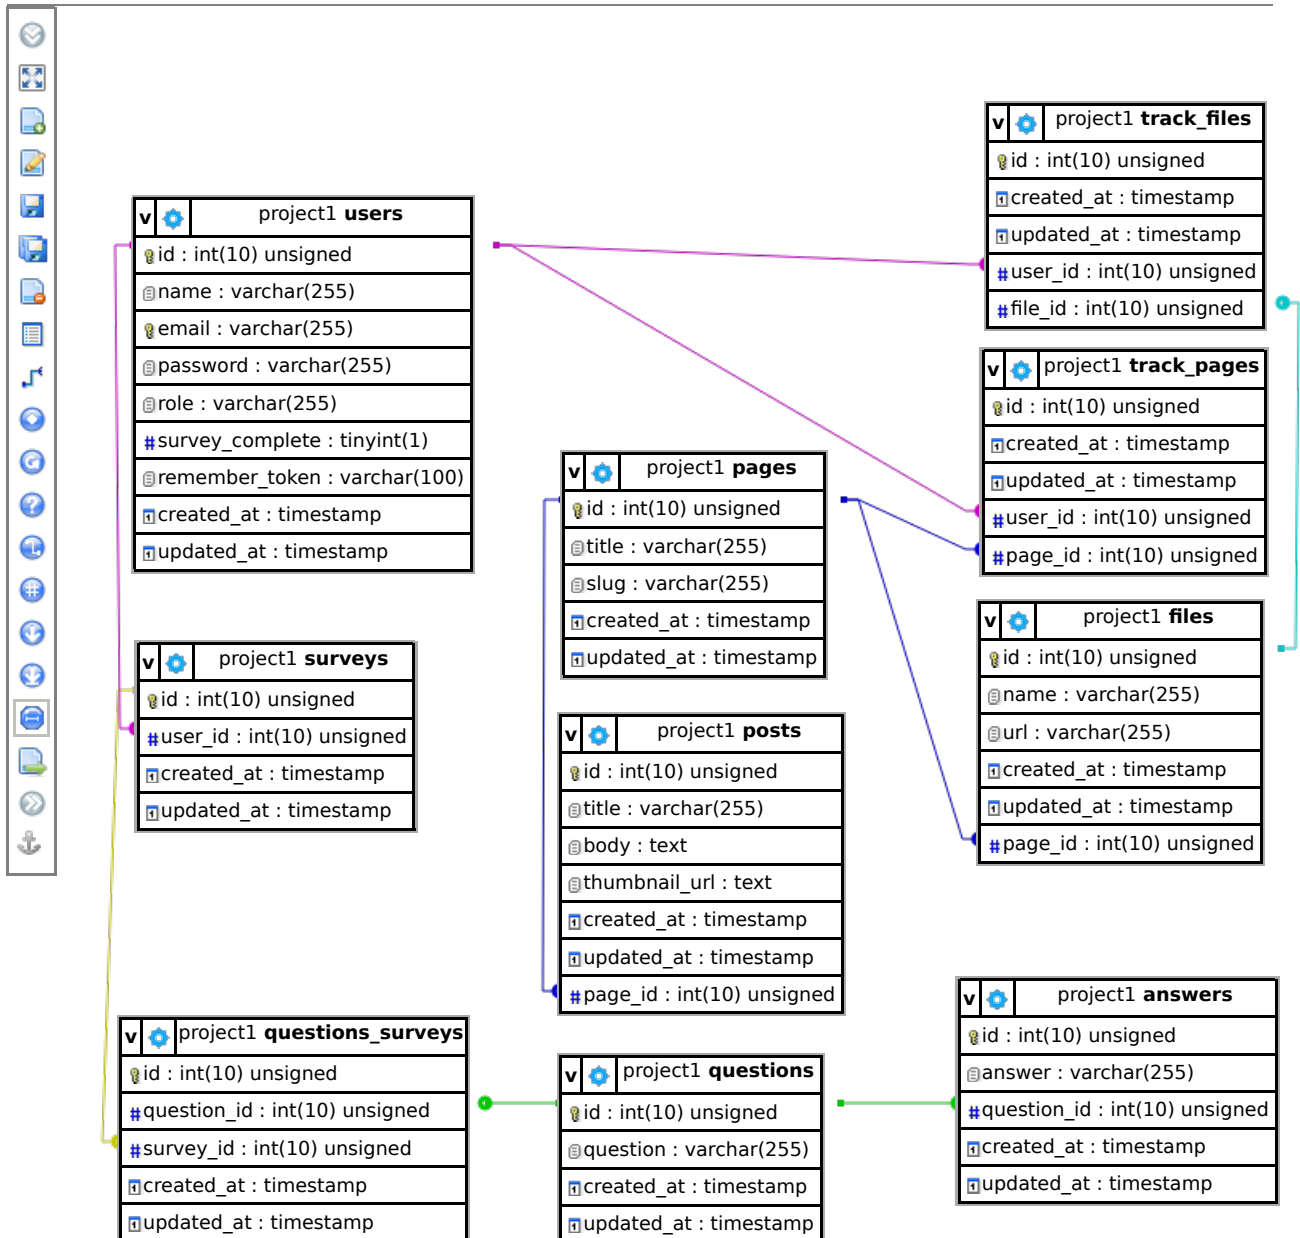 v project1 track_files
id : int(10) unsigned
created_at : timestamp
updated_at : timestamp
user_id : int(10) unsigned
file_id : int(10) unsigned
v project1 users
id : int(10) unsigned
name : varchar(255)
email : varchar(255)
password : varchar(255)
role : varchar(255)
#survey_complete : tinyint(1)
remember_token : varchar(100)
created_at : timestamp
updated_at : timestamp
v project1 track_pages
id : int(10) unsigned
created_at : timestamp
updated_at : timestamp
#user_id : int(10) unsigned
#page_id : int(10) unsigned
v project1 pages
id : int(10) unsigned
title : varchar(255)
slug : varchar(255)
created_at : timestamp
updated_at : timestamp
v project1 files
id : int(10) unsigned
name : varchar(255)
url : varchar(255)
created_at : timestamp
updated_at : timestamp
#page_id : int(10) unsigned
v project1 surveys
id : int(10) unsigned
#user_id : int(10) unsigned
created_at : timestamp
updated_at : timestamp
v project1 posts
id : int(10) unsigned
title : varchar(255)
body : text
thumbnail_url : text
created_at : timestamp
updated_at : timestamp
#page_id : int(10) unsigned
v project1 answers
id : int(10) unsigned
answer : varchar(255)
#question_id : int(10) unsigned
created_at : timestamp
updated_at : timestamp
v project1 questions_surveys
id : int(10) unsigned
#question_id : int(10) unsigned
#survey_id : int(10) unsigned
created_at : timestamp
updated_at : timestamp
v project1 questions
id : int(10) unsigned
question : varchar(255)
created_at : timestamp
updated_at : timestamp